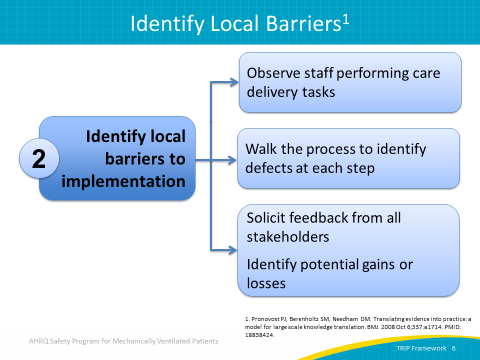 Identify Local Barriers1
2
Identify local
barriers to
implementation
Observe staff performing care
delivery tasks
Walk the process to identify
defects at each step
Solicit feedback from all
stakeholders
Identify potential gains or
losses
1. Pronovost PJ, Berenholtz SM, Needham DM. Translating evidence into practice: a
model for large scale knowledge translation. BMJ. 2008 Oct 6;337:a1714. PMID:
18838424.
AHRQ Safety Program for Mechanically Ventilated Patients
TRIP Framework 6